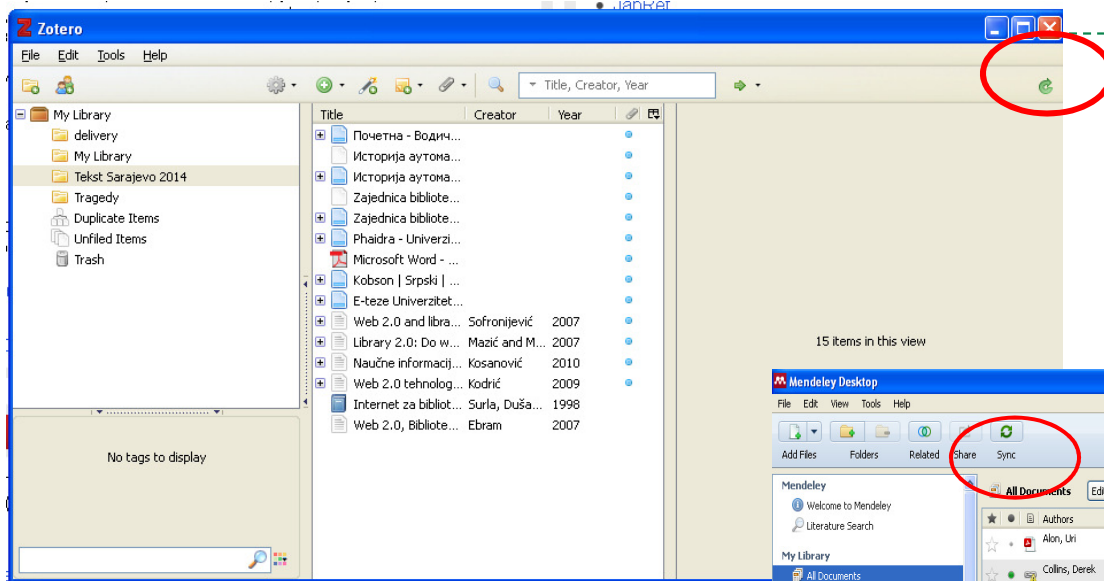 JabRef
Zotero
File Edit Tools Help
Title, Creator, Year
My Library
delivery
My Library
Tekst Sarajevo 2014
Tragedy
Duplicate Items
Unfiled Items
Trash
No tags to display
Title Creator Year
Почетна - Водич...
Историја аутома...
Историја аутома...
Zajednica bibliote...
Zajednica bibliote...
Phaidra - Univerzi...
Microsoft Word - ...
Kobson | Srpski | ...
E-teze Univerzitet...
Web 2.0 and libra... Sofronijević 2007
Library 2.0: Do w... Mazić and M... 2007
Naučne informacij... Kosanović 2010
Web 2.0 tehnolog... Kodrić 2009
Internet za bibliot... Surla, Duša... 1998
Web 2.0, Bibliote... Ebram 2007
15 items in this view
Mendeley Desktop
File Edit View Tools Help
Add Files Folders Related Share Sync
Mendeley
Welcome to Mendeley
Literature Search
My Library
All Documents
All Documents Edi
Authors
Alon, Uri
Collins, Derek